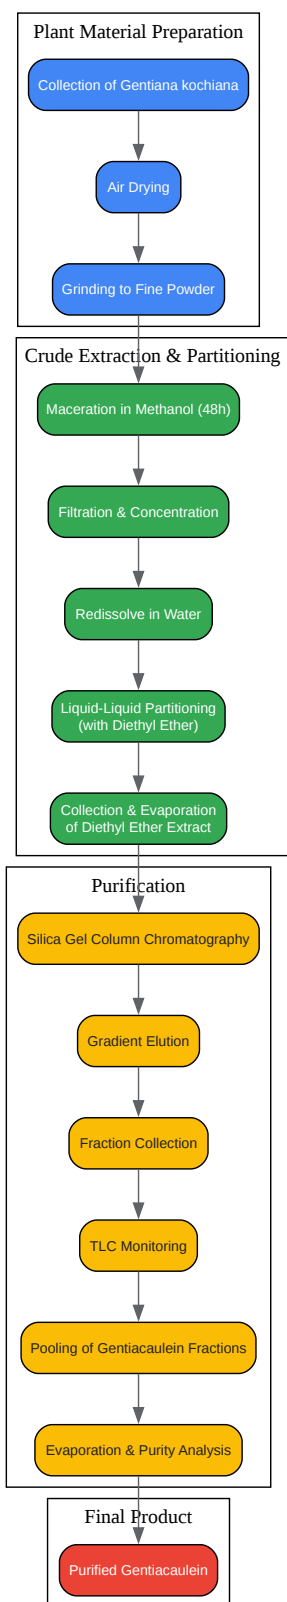 Plant Material Preparation
Collection of Gentiana kochiana
Air Drying
Grinding to Fine Powder
Crude Extraction & Partitioning
Maceration in Methanol (48h)
Filtration & Concentration
Redissolve in Water
Liquid-Liquid Partitioning
(with Diethyl Ether)
Collection & Evaporation
of Diethyl Ether Extract
Purification
Silica Gel Column Chromatography
Gradient Elution
Fraction Collection
TLC Monitoring
Pooling of Gentiacaulein Fractions
Evaporation & Purity Analysis
Final Product
Purified Gentiacaulein